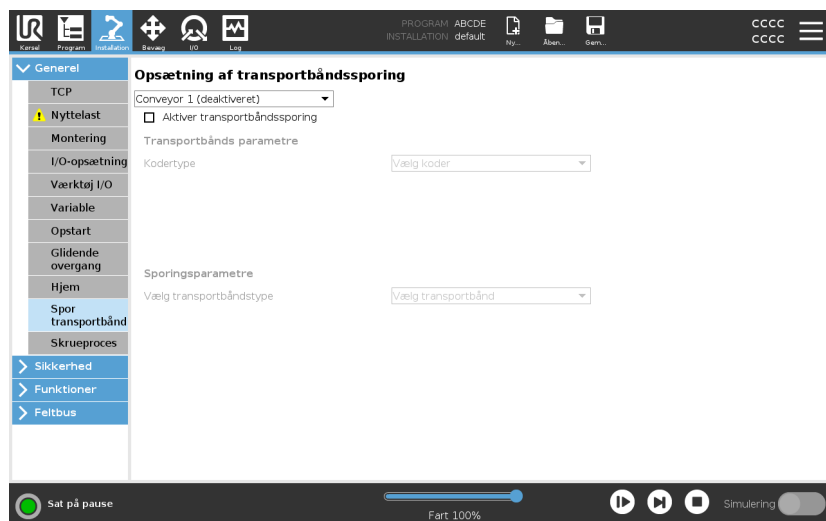 PROGRAM ABCDE
INSTALLATION default
CCCC
CCCC
Kørsel Program Installation Bevæg I/O Log Ny... Åben... Gem...
Generel
TCP
Nyttelast
Montering
I/O-opsætning
Værktøj I/O
Variable
Opstart
Glidende
overgang
Hjem
Spor
transportbånd
Skrueproces
Sikkerhed
Funktioner
Feltbus
Opsætning af transportbåndssporing
Conveyor 1 (deaktiveret)
Aktiver transportbåndssporing
Transportbånds parametre
Kodertype Vælg koder
Sporingsparametre
Vælg transportbåndstype Vælg transportbånd
Sat på pause
Fart 100%
Simulering